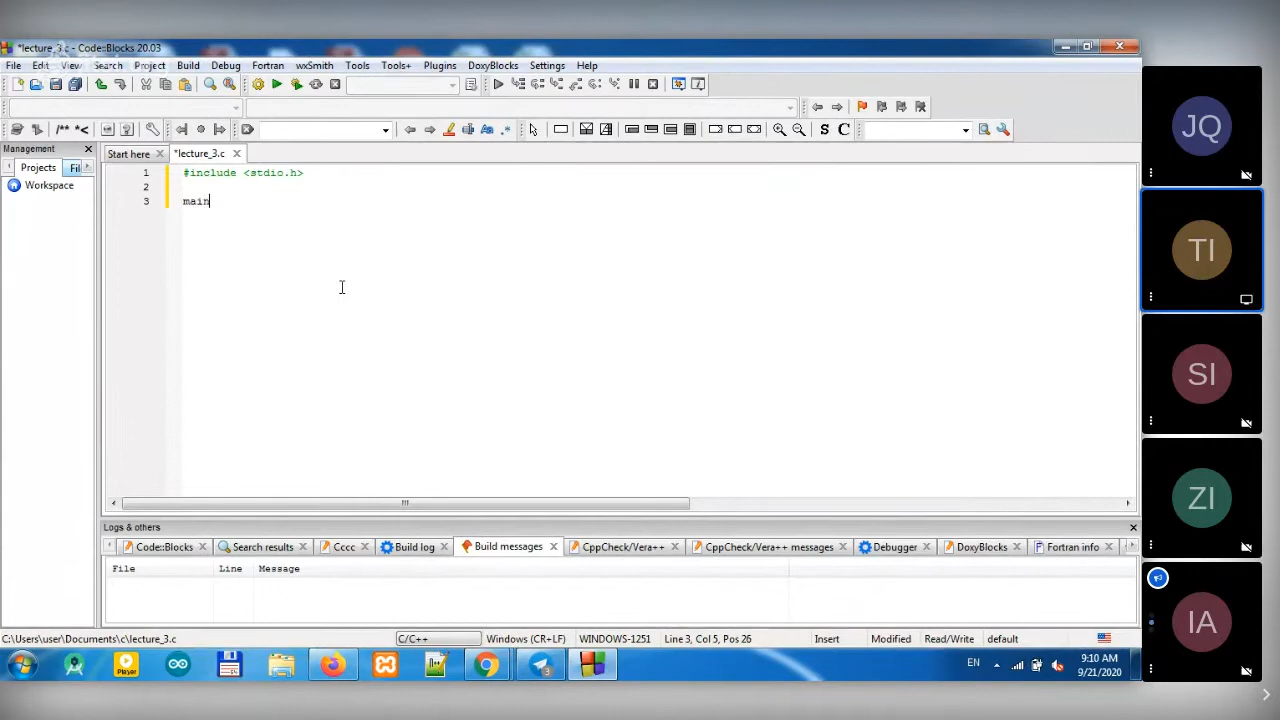 *lecture_3.c - Code::Blocks 20.03
File Edit View Search Project Build Debug Fortran wxSmith Tools Tools+ Plugins DoxyBlocks Settings Help
/** *<
S C
Management
Projects Fil
Workspace
Start here *lecture_3.c
1 #include <stdio.h>
2
3 main
Logs & others
Code::Blocks Search results Cccc Build log Build messages CppCheck/Vera++ CppCheck/Vera++ messages Debugger DoxyBlocks Fortran info
File Line Message
C:\Users\user\Documents\c\lecture_3.c C/C++ Windows (CR+LF) WINDOWS-1251 Line 3, Col 5, Pos 26 Insert Modified Read/Write default
Player
3
EN
9:10 AM
9/21/2020
JQ
TI
SI
ZI
IA